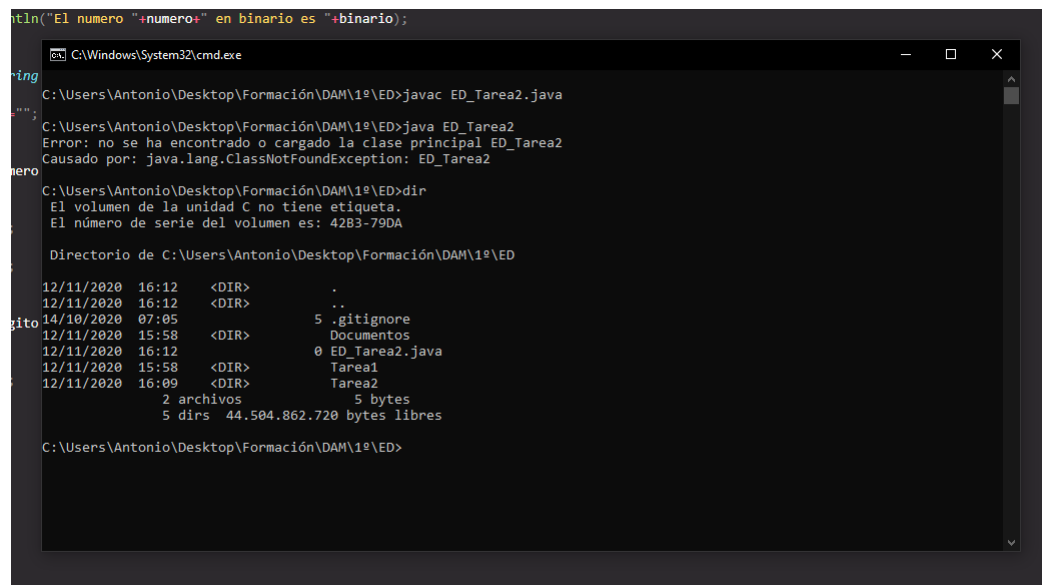 ntln("El numero "+numero+" en binario es "+binario);
C:\Windows\System32\cmd.exe
ring
C:\Users\Antonio\Desktop\Formación\DAM\1º\ED>javac ED_Tarea2.java
="";
C:\Users\Antonio\Desktop\Formación\DAM\1º\ED>java ED_Tarea2
Error: no se ha encontrado o cargado la clase principal ED_Tarea2
Causado por: java.lang.ClassNotFoundException: ED_Tarea2
mero
C:\Users\Antonio\Desktop\Formación\DAM\1º\ED>dir
El volumen de la unidad C no tiene etiqueta.
El número de serie del volumen es: 42B3-79DA
Directorio de C:\Users\Antonio\Desktop\Formación\DAM\1º\ED
12/11/2020  16:12    <DIR>          .
12/11/2020  16:12    <DIR>          ..
gito
14/10/2020  07:05                 5 .gitignore
12/11/2020  15:58    <DIR>          Documentos
12/11/2020  16:12                 0 ED_Tarea2.java
12/11/2020  15:58    <DIR>          Tarea1
12/11/2020  16:09    <DIR>          Tarea2
2 archivos              5 bytes
5 dirs  44.504.862.720 bytes libres
C:\Users\Antonio\Desktop\Formación\DAM\1º\ED>